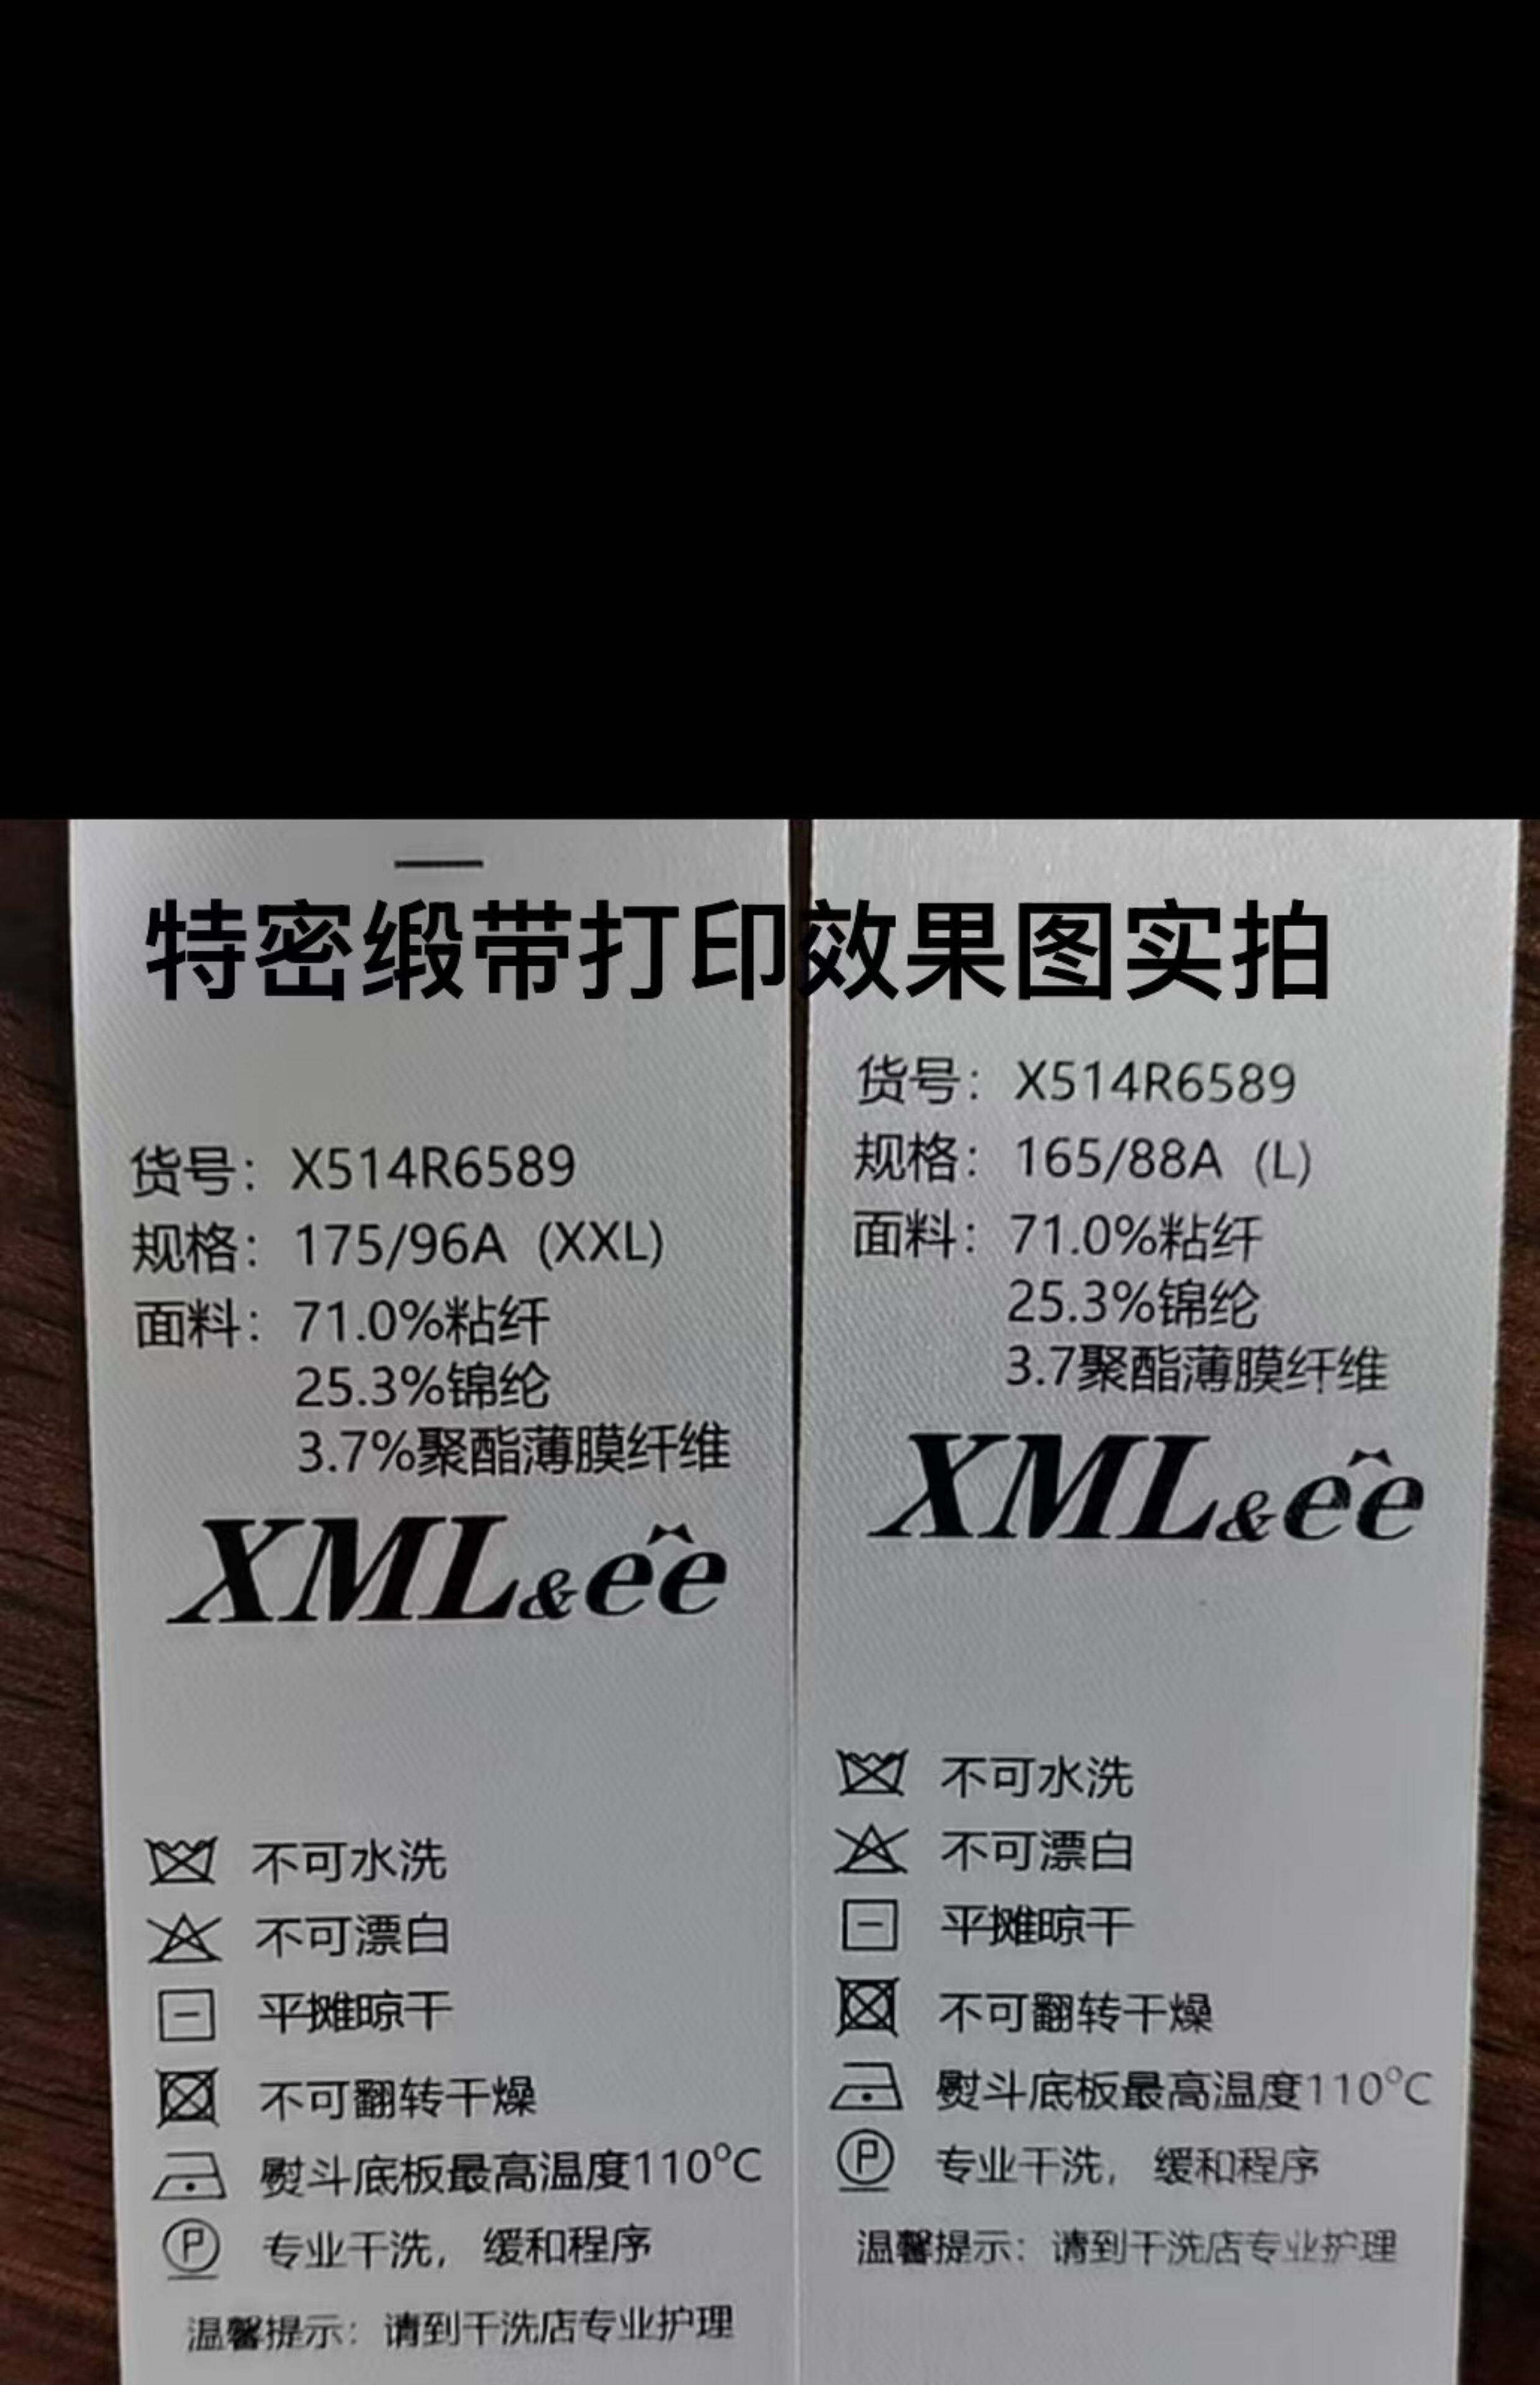 特密缎带打印效果图实拍
货号：X514R6589
规格：175/96A (XXL)
面料：71.0%粘纤
25.3%锦纶
3.7%聚酯薄膜纤维
XML&ee
不可水洗
不可漂白
平摊晾干
不可翻转干燥
熨斗底板最高温度110°C
P 专业干洗，缓和程序
温馨提示：请到干洗店专业护理
货号：X514R6589
规格：165/88A (L)
面料：71.0%粘纤
25.3%锦纶
3.7聚酯薄膜纤维
XML&ee
不可水洗
不可漂白
平摊晾干
不可翻转干燥
熨斗底板最高温度110°C
P 专业干洗，缓和程序
温馨提示：请到干洗店专业护理